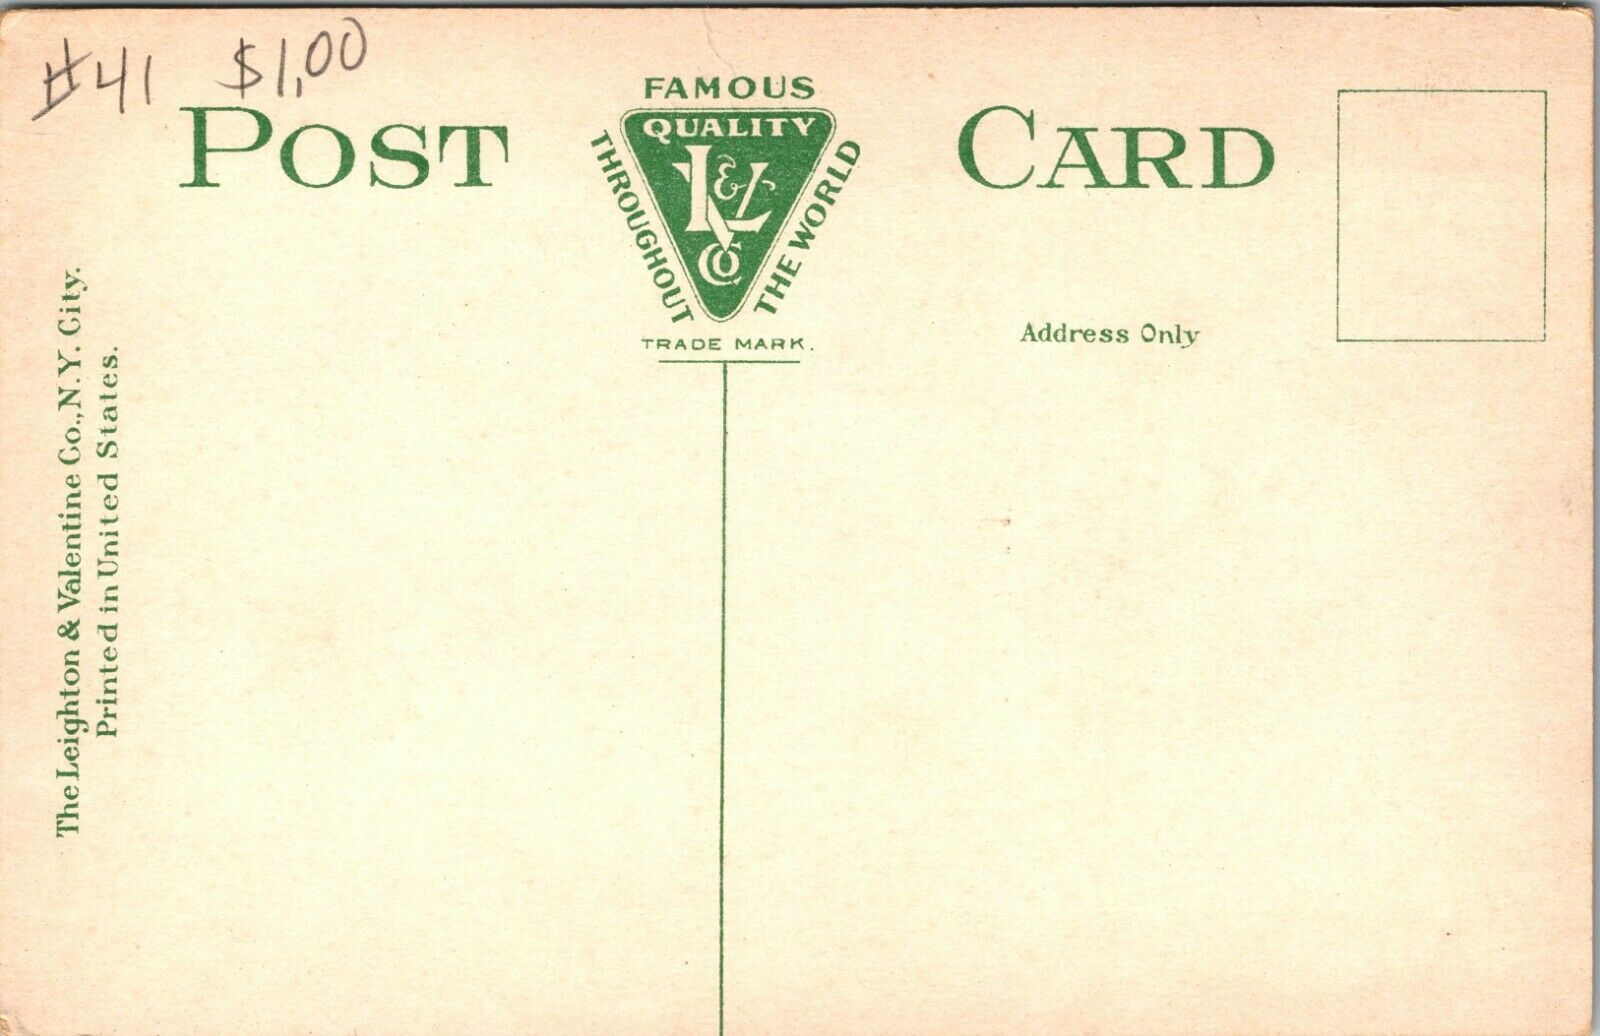 #41 $1,00
POST CARD
FAMOUS
QUALITY
THROUGHOUT
THE WORLD
L & V
Co
TRADE MARK.
Address Only
The Leighton & Valentine Co., N.Y. City.
Printed in United States.